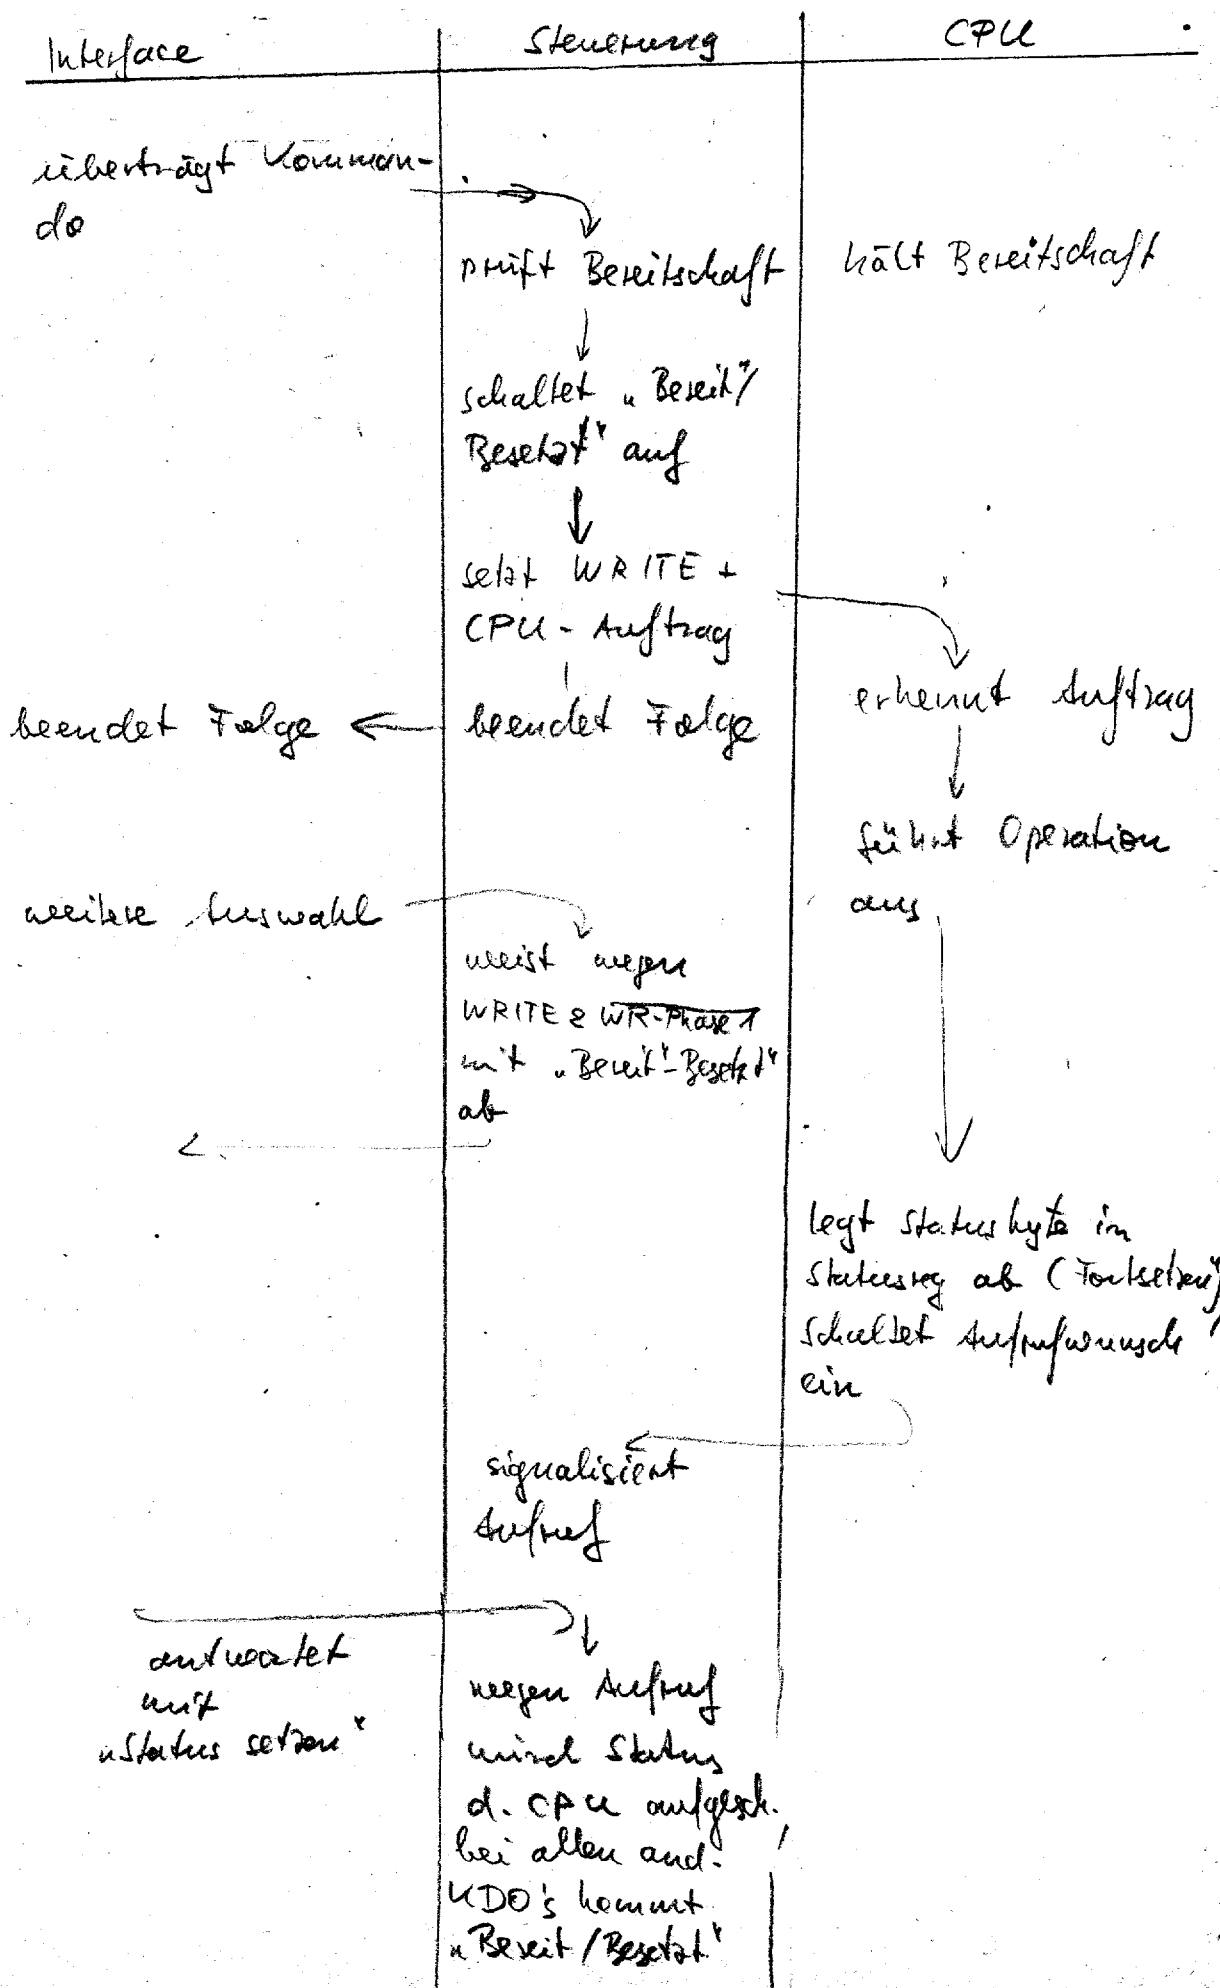 Interface
Steuerung
CPU
überträgt Komman-
do
prüft Bereitschaft
hält Bereitschaft
schaltet „Bereit"/
Besetzt" auf
setzt WRITE +
CPU - Auftrag
erkennt Auftrag
beendet Folge
beendet Folge
führt Operation
aus
weitere Auswahl
weist wegen
WRITE & WR-Phase 1
mit „Bereit"-Besetzt"
ab
legt Statusbyte in
Statusreg ab („Fortsetzen")
schaltet Aufrufwunsch
ein
signalisiert
Aufruf
antwortet
mit
„Status setzen"
wegen Aufruf
wird Status
d. CPU aufgesch.
bei allen and.
KDO's kommt
„Bereit/Besetzt"